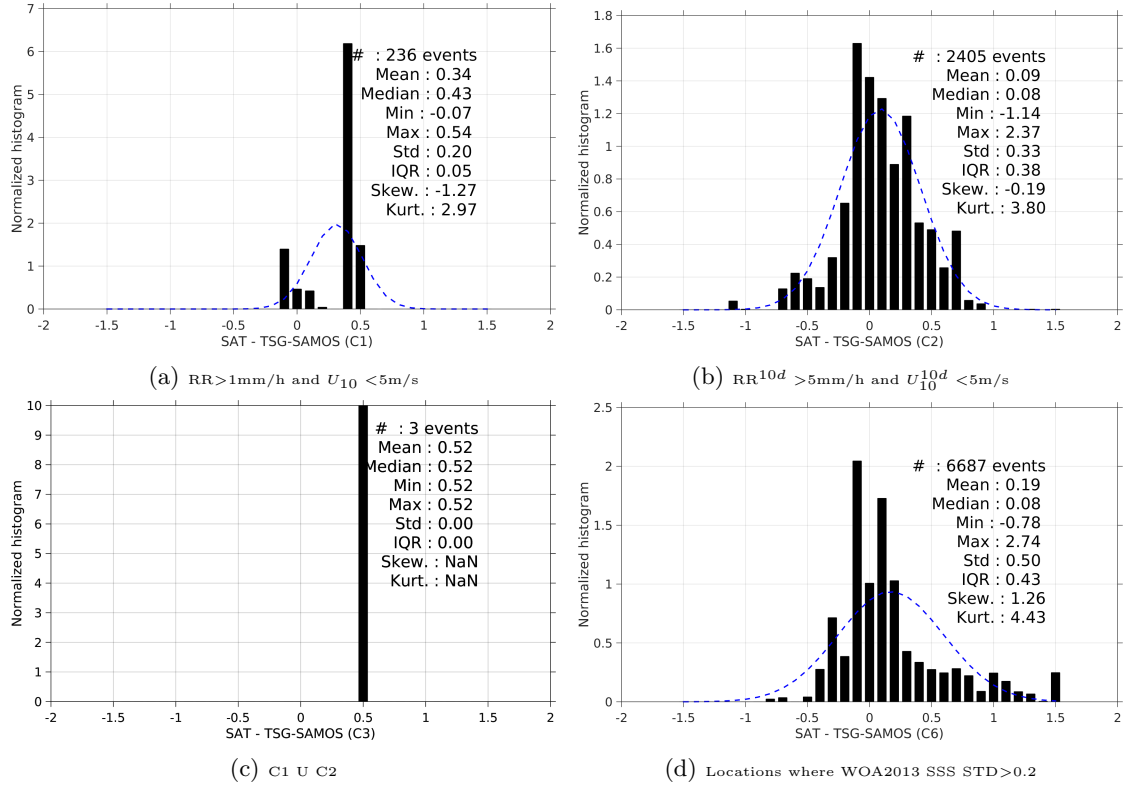 7
6
5
4
3
2
1
0
Normalized histogram
# : 236 events
Mean : 0.34
Median : 0.43
Min : -0.07
Max : 0.54
Std : 0.20
IQR : 0.05
Skew. : -1.27
Kurt. : 2.97
-2 -1.5 -1 -0.5 0 0.5 1 1.5 2
SAT - TSG-SAMOS (C1)
(a) RR>1mm/h and U10 <5m/s
1.8
1.6
1.4
1.2
1
0.8
0.6
0.4
0.2
0
Normalized histogram
# : 2405 events
Mean : 0.09
Median : 0.08
Min : -1.14
Max : 2.37
Std : 0.33
IQR : 0.38
Skew. : -0.19
Kurt. : 3.80
-2 -1 0 0.5 1 1.5 2
SAT - TSG-SAMOS (C2)
(b) RR10d >5mm/h and U10d10 <5m/s
10
9
8
7
6
5
4
3
2
1
0
Normalized histogram
# : 3 events
Mean : 0.52
Median : 0.52
Min : 0.52
Max : 0.52
Std : 0.00
IQR : 0.00
Skew. : NaN
Kurt. : NaN
-2 -1.5 -1 -0.5 0 0.5 1 1.5 2
SAT - TSG-SAMOS (C3)
(c) C1 U C2
2.5
2
1.5
1
0.5
0
Normalized histogram
# : 6687 events
Mean : 0.19
Median : 0.08
Min : -0.78
Max : 2.74
Std : 0.50
IQR : 0.43
Skew. : 1.26
Kurt. : 4.43
-2 -1 0 0.5 1 1.5 2
SAT - TSG-SAMOS (C6)
(d) Locations where WOA2013 SSS STD>0.2